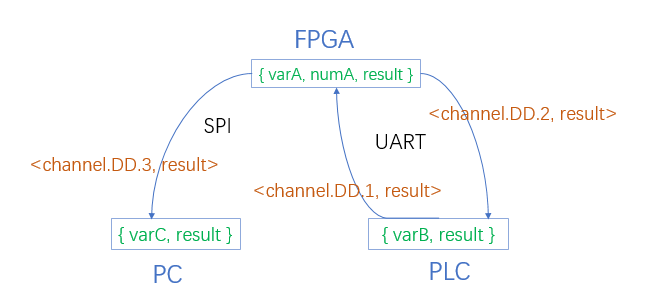 FPGA
{ varA, numA, result }
<channel.DD.2, result>
SPI
UART
<channel.DD.3, result>
<channel.DD.1, result>
{ varC, result }
{ varB, result }
PC
PLC